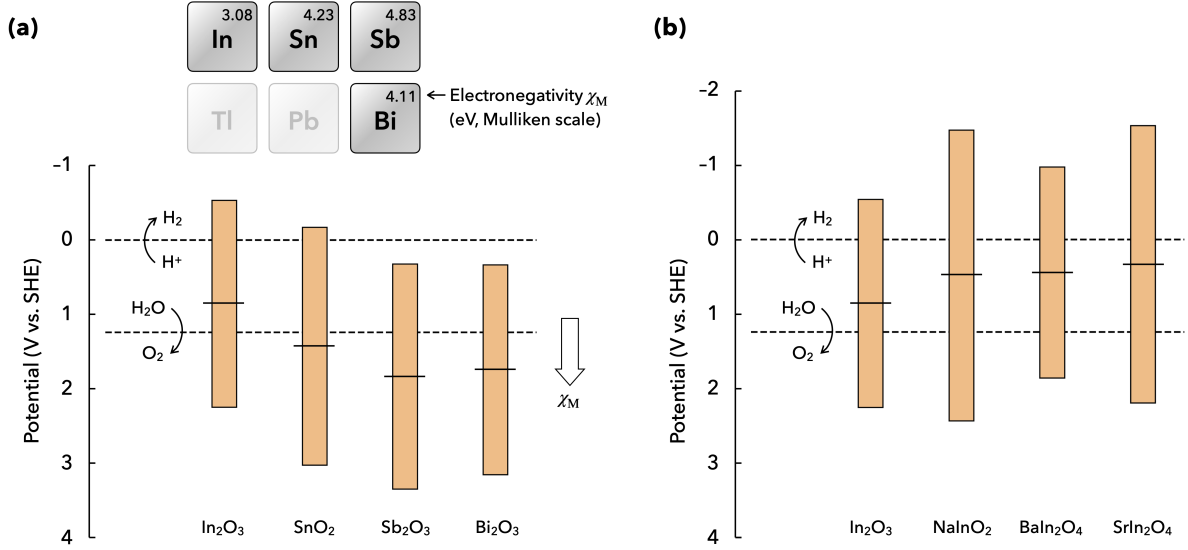 (a)
3.08
In
4.23
Sn
4.83
Sb
Tl
Pb
4.11
Bi
Electronegativity χM
(eV, Mulliken scale)
Potential (V vs. SHE)
–1
0
1
2
3
4
H₂
H⁺
H₂O
O₂
χM
In₂O₃
SnO₂
Sb₂O₃
Bi₂O₃
(b)
Potential (V vs. SHE)
–2
–1
0
1
2
3
4
H₂
H⁺
H₂O
O₂
In₂O₃
NaInO₂
BaIn₂O₄
SrIn₂O₄